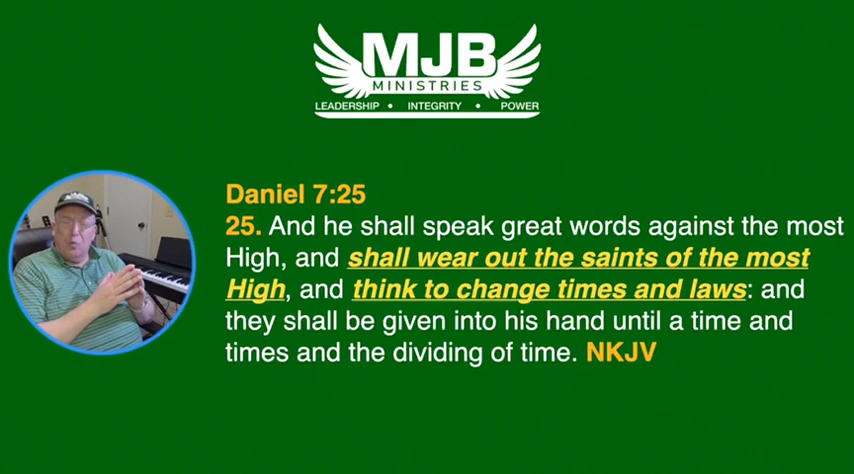 MJB
MINISTRIES
LEADERSHIP • INTEGRITY • POWER
Daniel 7:25
25. And he shall speak great words against the most
High, and shall wear out the saints of the most
High, and think to change times and laws: and
they shall be given into his hand until a time and
times and the dividing of time. NKJV